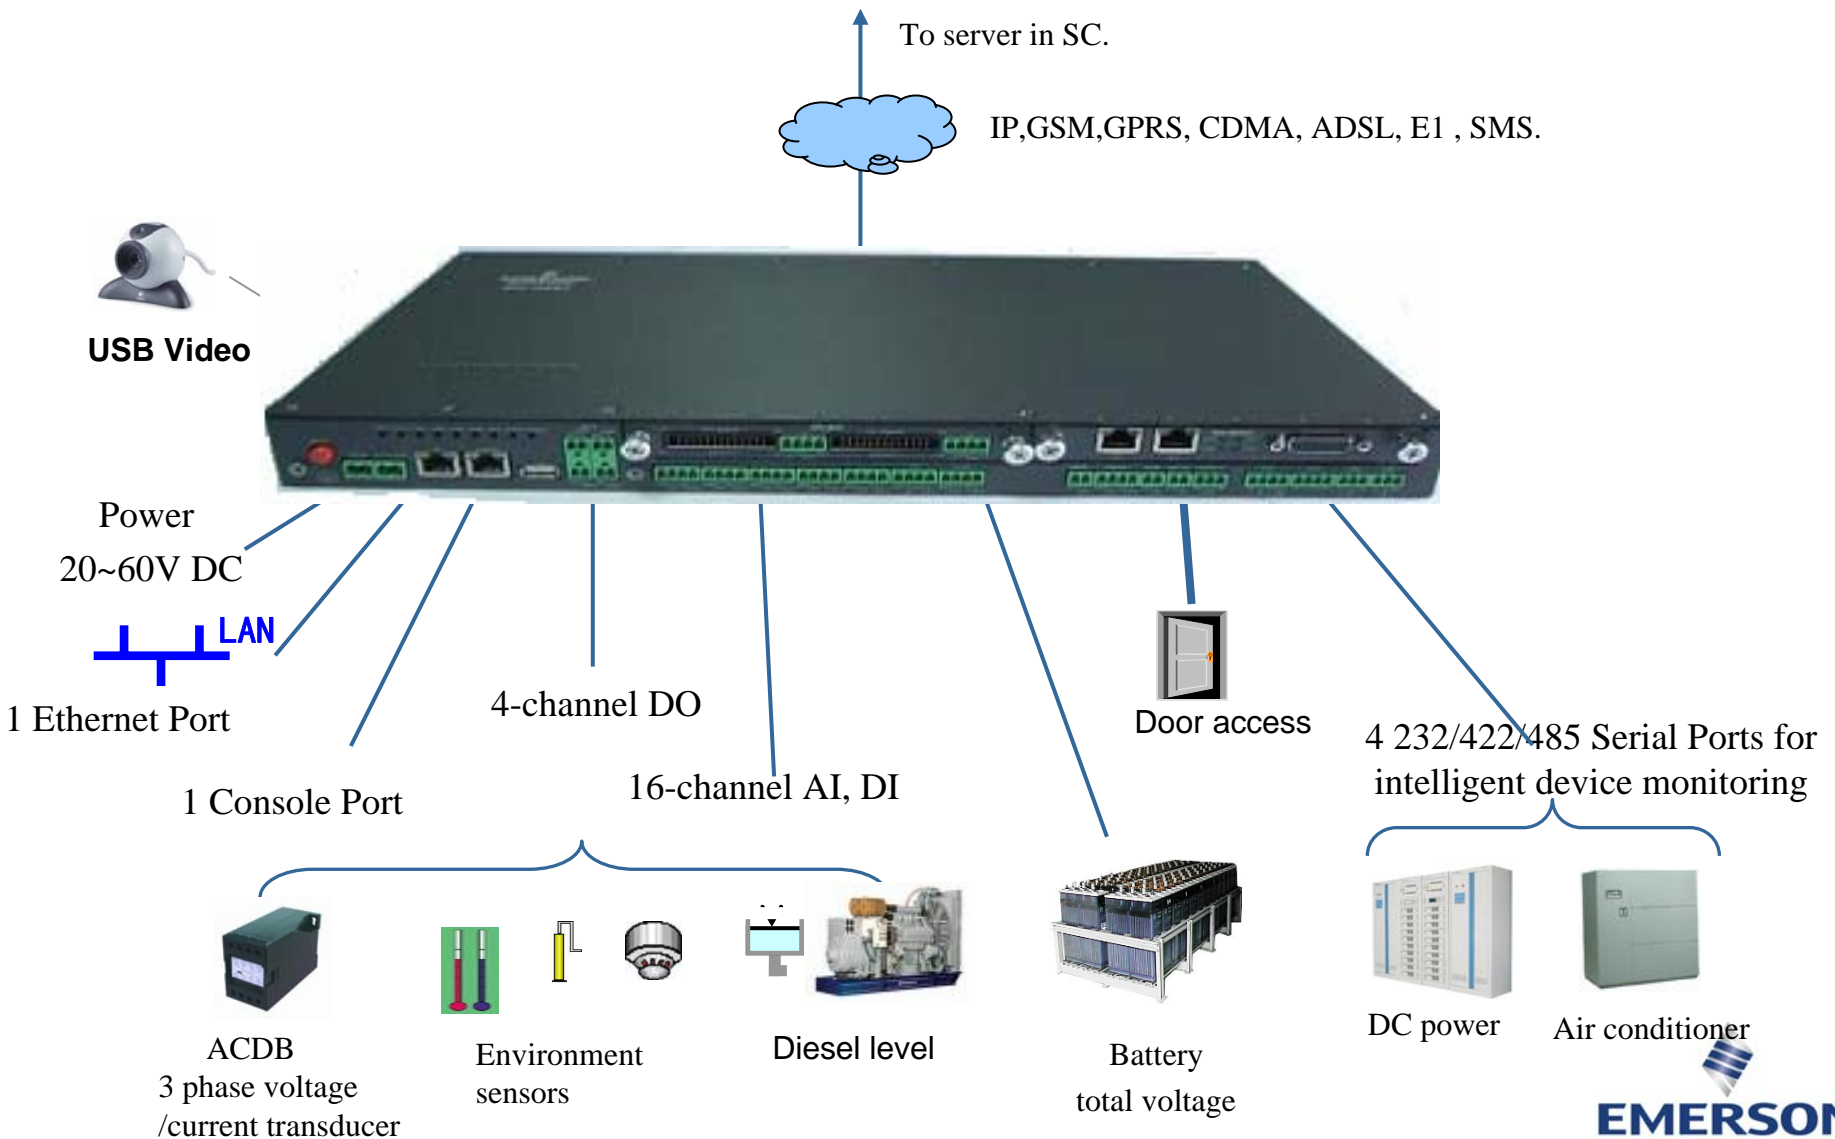 To server in SC.
IP,GSM,GPRS, CDMA, ADSL, E1 , SMS.
USB Video
Power
20~60V DC
LAN
1 Ethernet Port
4-channel DO
1 Console Port
16-channel AI, DI
Door access
4 232/422/485 Serial Ports for
intelligent device monitoring
ACDB
3 phase voltage
/current transducer
Environment
sensors
Diesel level
Battery
total voltage
DC power
Air conditioner
EMERSON